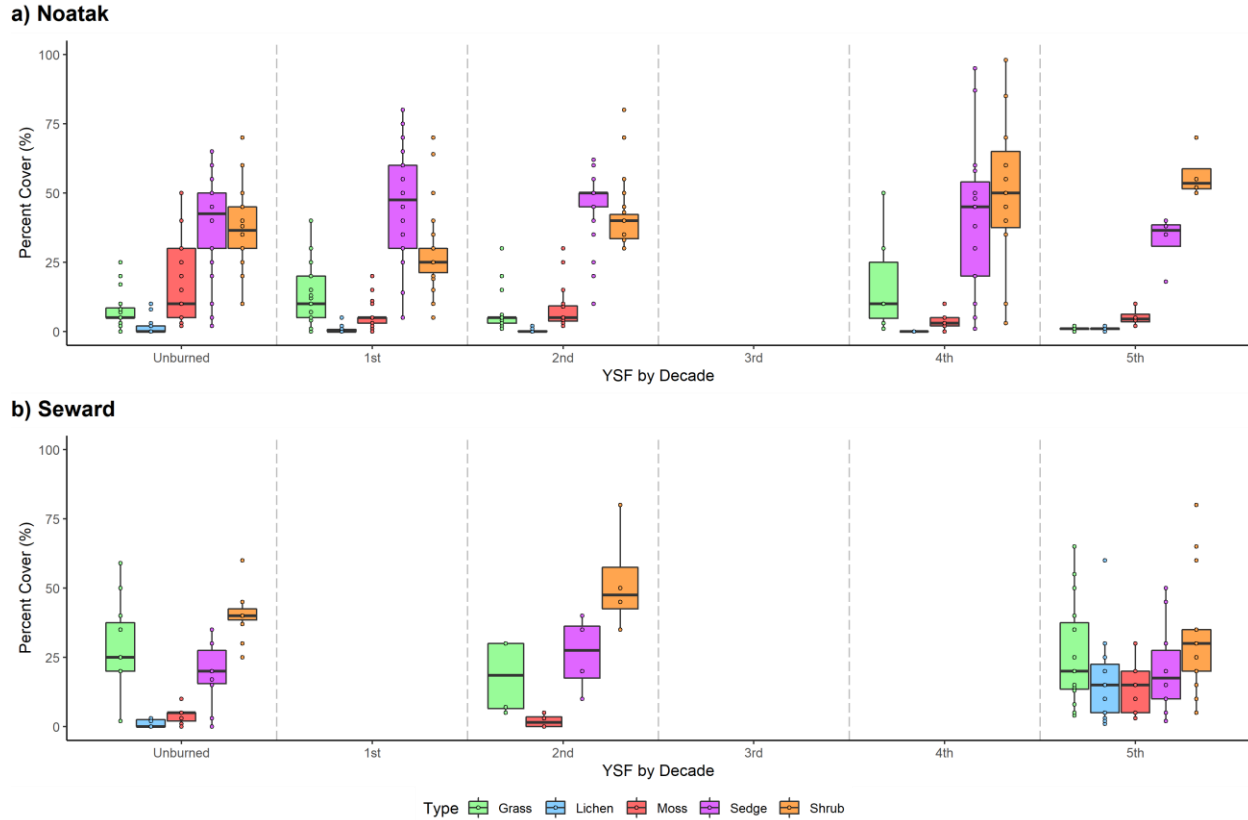 a) Noatak
100
75
50
25
0
Percent Cover (%)
Unburned 1st 2nd 3rd 4th 5th
YSF by Decade
b) Seward
100
75
50
25
0
Percent Cover (%)
Unburned 1st 2nd 3rd 4th 5th
YSF by Decade
Type Grass Lichen Moss Sedge Shrub